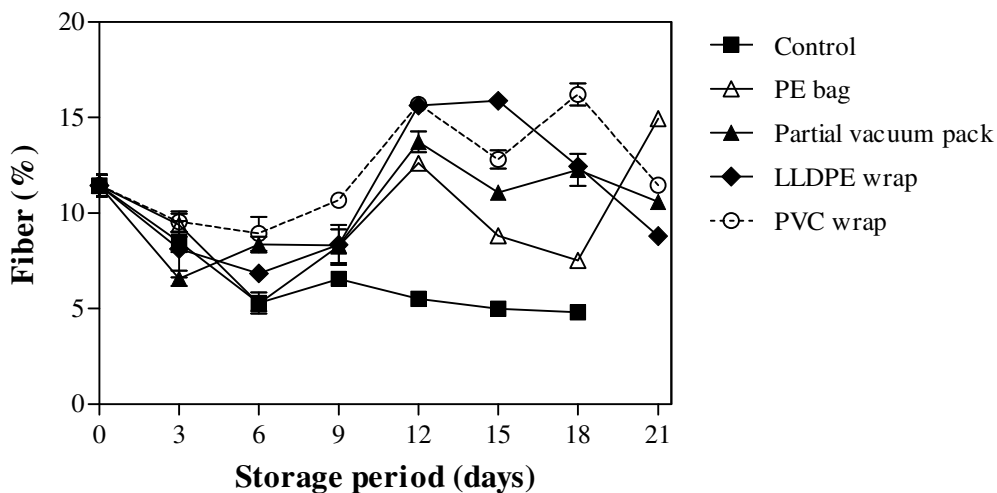 20
15
10
5
0
Fiber (%)
0 3 6 9 12 15 18 21
Storage period (days)
Control
PE bag
Partial vacuum pack
LLDPE wrap
PVC wrap